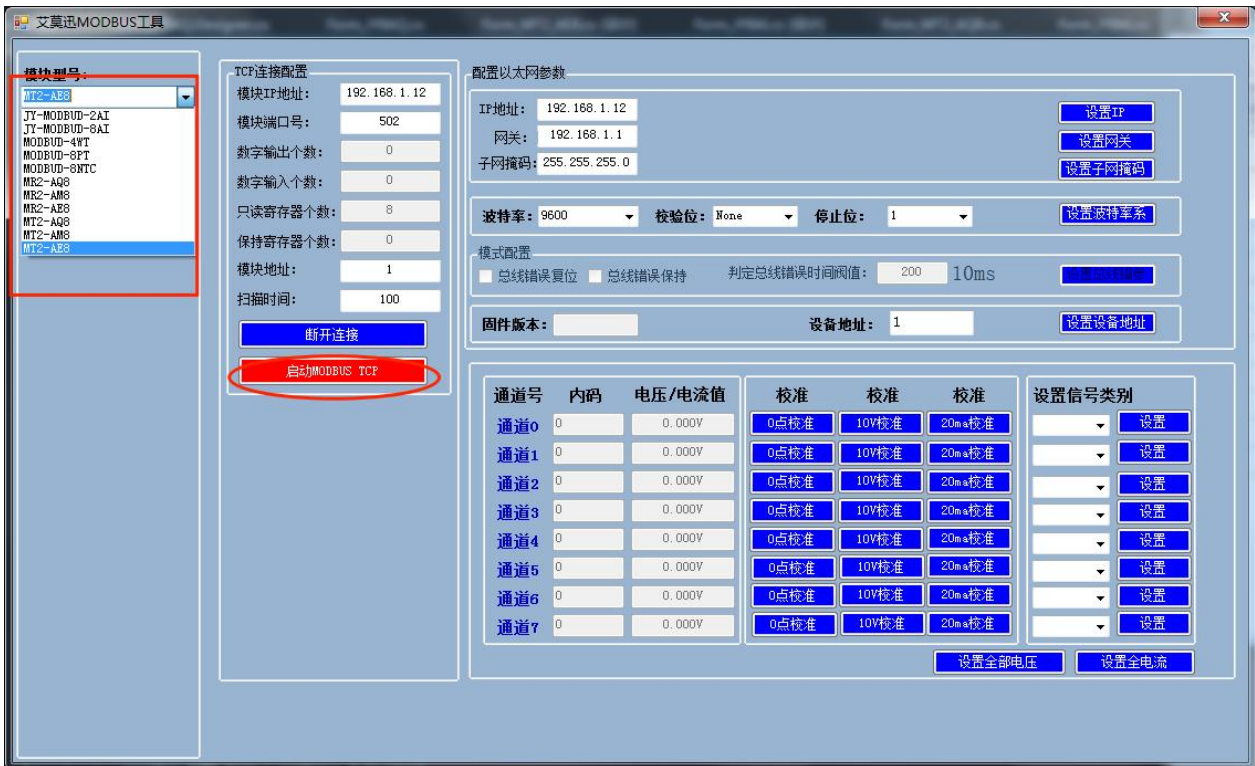 艾莫迅MODBUS工具
模块型号:
MT2-AE8
JY-MODBUD-2AI
JY-MODBUD-8AI
MODBUD-4WT
MODBUD-8PT
MODBUD-8NTC
MR2-AQ8
MR2-AM8
MR2-AE8
MT2-AQ8
MT2-AM8
MT2-AE8
TCP连接配置
模块IP地址: 192.168.1.12
模块端口号: 502
数字输出个数: 0
数字输入个数: 0
只读寄存器个数: 8
保持寄存器个数: 0
模块地址: 1
扫描时间: 100
断开连接
启动MODBUS TCP
配置以太网参数
IP地址: 192.168.1.12 设置IP
网关: 192.168.1.1 设置网关
子网掩码: 255.255.255.0 设置子网掩码
波特率: 9600 校验位: None 停止位: 1 设置波特率系
模式配置
总线错误复位 总线错误保持 判定总线错误时间阀值: 200 10ms
固件版本: 设备地址: 1 设置设备地址
通道号 内码 电压/电流值 校准 校准 校准 设置信号类别
通道0 0 0.000V 0点校准 10V校准 20ma校准 设置
通道1 0 0.000V 0点校准 10V校准 20ma校准 设置
通道2 0 0.000V 0点校准 10V校准 20ma校准 设置
通道3 0 0.000V 0点校准 10V校准 20ma校准 设置
通道4 0 0.000V 0点校准 10V校准 20ma校准 设置
通道5 0 0.000V 0点校准 10V校准 20ma校准 设置
通道6 0 0.000V 0点校准 10V校准 20ma校准 设置
通道7 0 0.000V 0点校准 10V校准 20ma校准 设置
设置全部电压 设置全电流